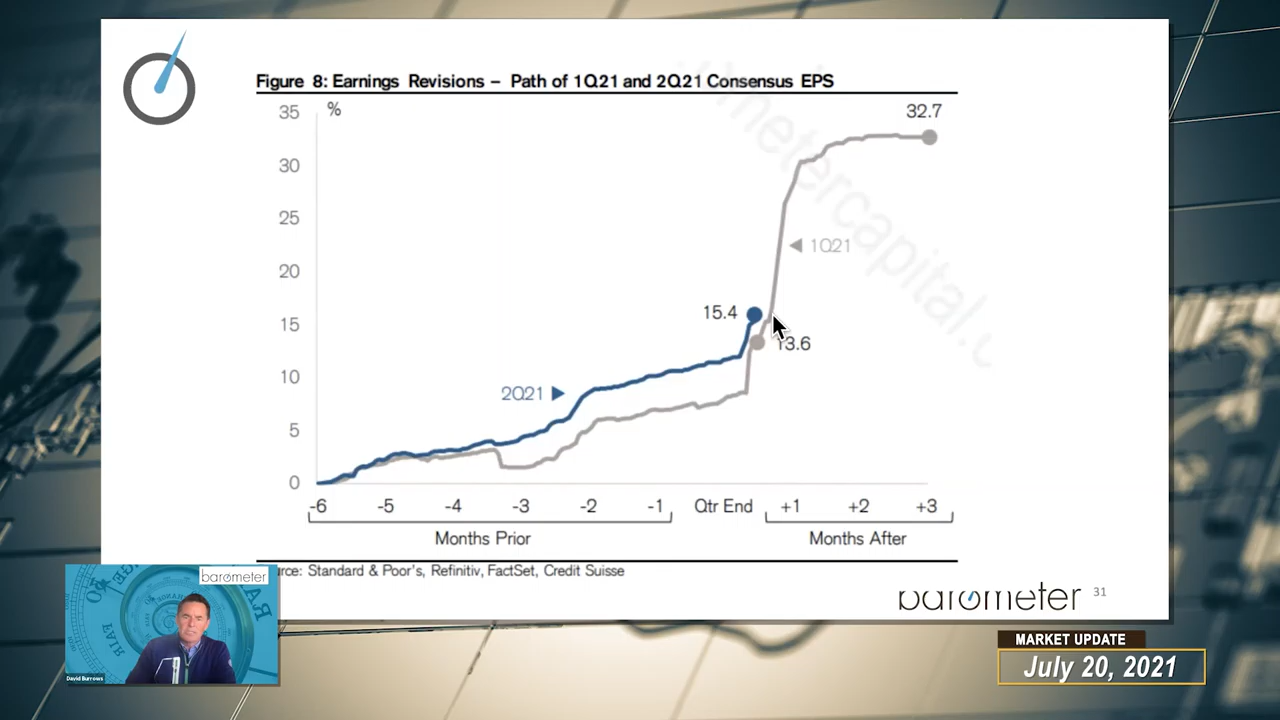 Figure 8: Earnings Revisions – Path of 1Q21 and 2Q21 Consensus EPS
%
35
30
25
20
15
10
5
0
32.7
1Q21
15.4
13.6
2Q21
-6 -5 -4 -3 -2 -1 Qtr End +1 +2 +3
Months Prior Months After
Standard & Poor's, Refinitiv, FactSet, Credit Suisse
barometer 31
barometer
David Burrows
MARKET UPDATE
July 20, 2021